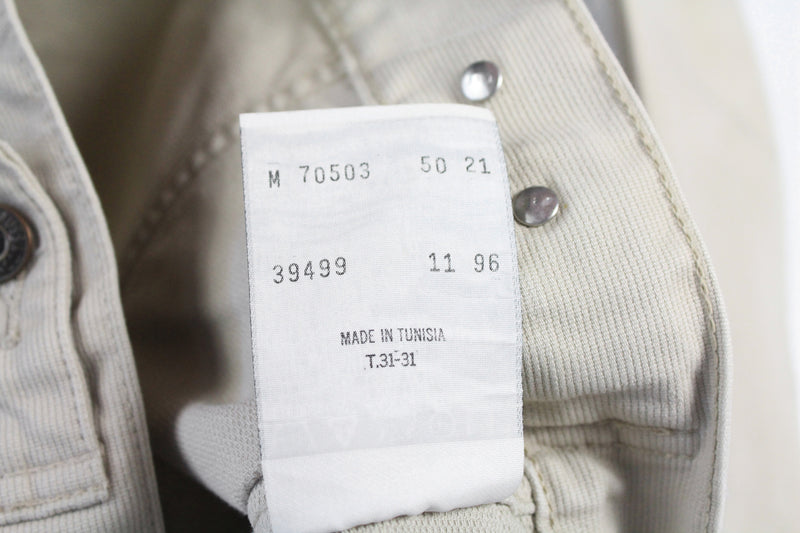 M 70503 50 21
39499 11 96
MADE IN TUNISIA
T.31-31